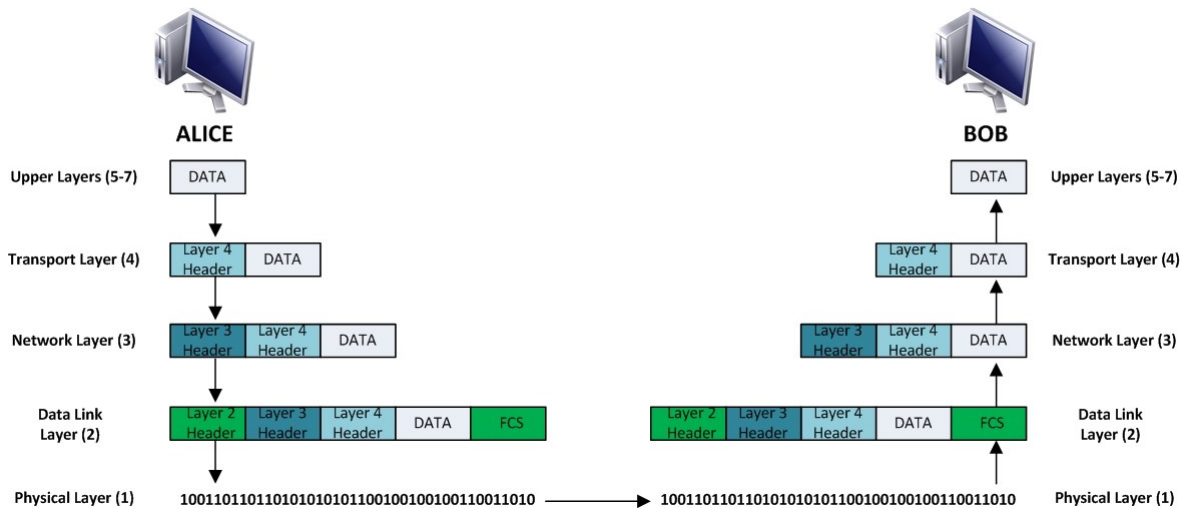 ALICE
BOB
Upper Layers (5-7)
DATA
DATA
Upper Layers (5-7)
Transport Layer (4)
Layer 4
Header
DATA
Layer 4
Header
DATA
Transport Layer (4)
Network Layer (3)
Layer 3
Header
Layer 4
Header
DATA
Layer 3
Header
Layer 4
Header
DATA
Network Layer (3)
Data Link
Layer (2)
Layer 2
Header
Layer 3
Header
Layer 4
Header
DATA
FCS
Layer 2
Header
Layer 3
Header
Layer 4
Header
DATA
FCS
Data Link
Layer (2)
Physical Layer (1)
1001101101101010101011001001001001100110 10
1001101101101010101011001001001001100110 10
Physical Layer (1)